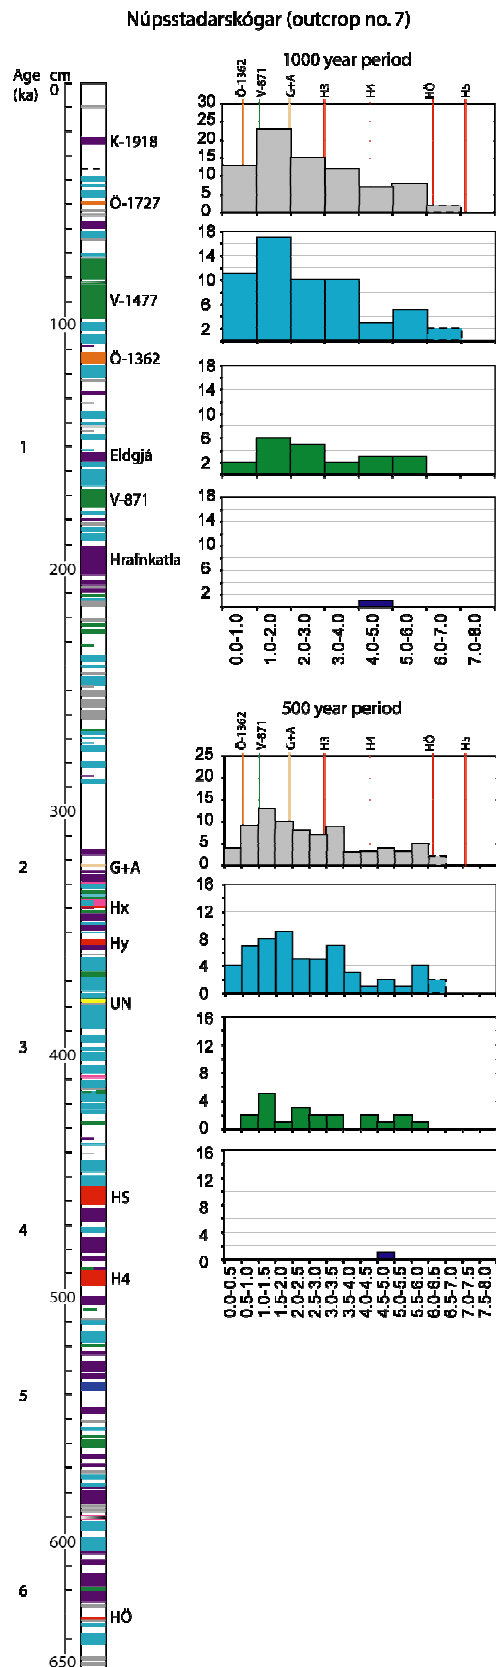 Núpsstadarskógar (outcrop no. 7)
Age cm
(ka)
0
K-1918
Ö-1727
V-1477
100
Ö-1362
1
Eldgjá
V-871
Hrafnkatla
200
300
2
G+A
Hx
Hy
UN
3
400
HS
4
H4
500
5
600
6
HÖ
650
1000 year period
Ö-1362
V-871
G+A
H3
H4
HÖ
H5
30
25
20
15
10
5
0
18
14
10
6
2
18
14
10
6
2
18
14
10
6
2
0.0-1.0
1.0-2.0
2.0-3.0
3.0-4.0
4.0-5.0
5.0-6.0
6.0-7.0
7.0-8.0
500 year period
Ö-1362
V-871
G+A
H3
H4
HÖ
H5
25
20
15
10
5
0
16
12
8
4
0
16
12
8
4
0
16
12
8
4
0
0.0-0.5
0.5-1.0
1.0-1.5
1.5-2.0
2.0-2.5
2.5-3.0
3.0-3.5
3.5-4.0
4.0-4.5
4.5-5.0
5.0-5.5
5.5-6.0
6.0-6.5
6.5-7.0
7.0-7.5
7.5-8.0